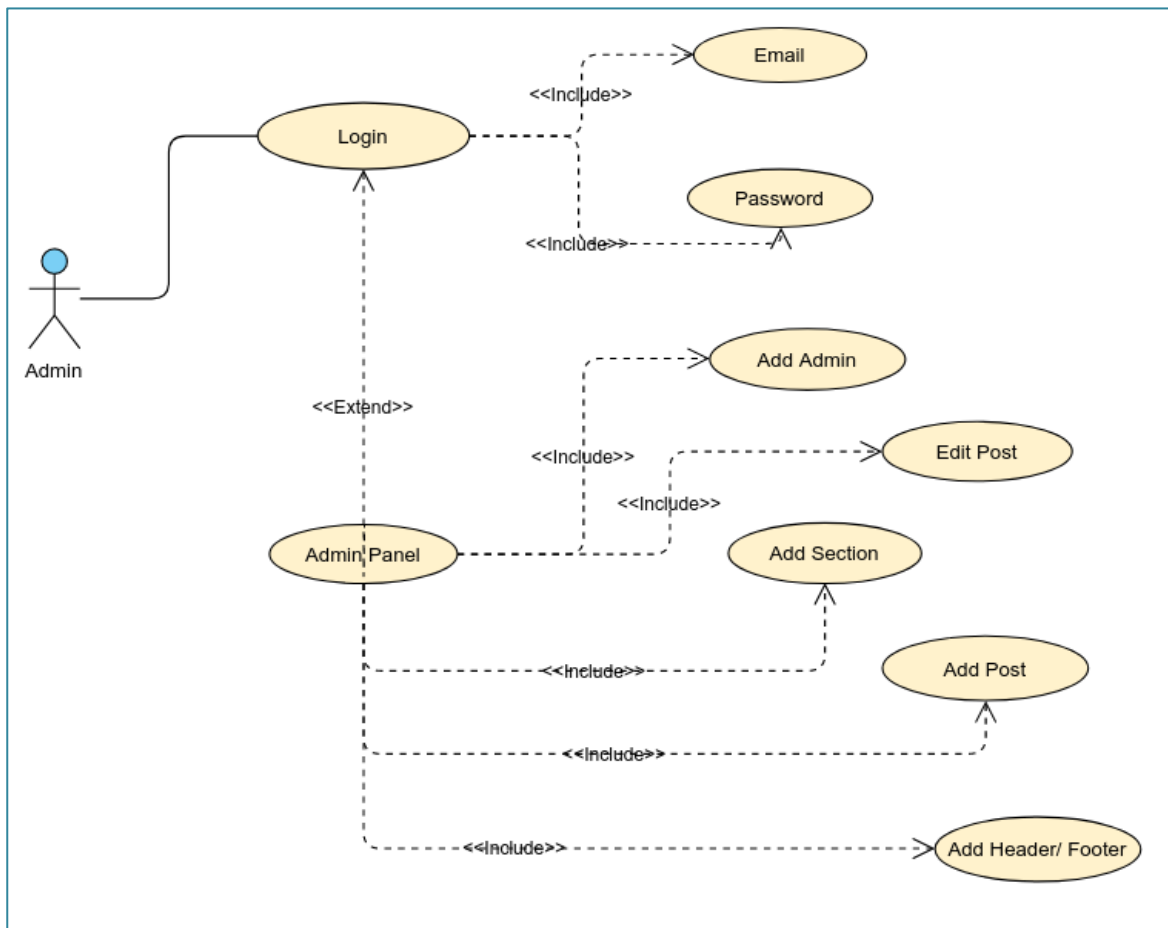 Email
<<Include>>
Login
Password
<<Include>>
Admin
Add Admin
<<Extend>>
<<Include>>
Edit Post
<<Include>>
Admin Panel
Add Section
<<Include>>
Add Post
<<Include>>
<<Include>>
Add Header/ Footer